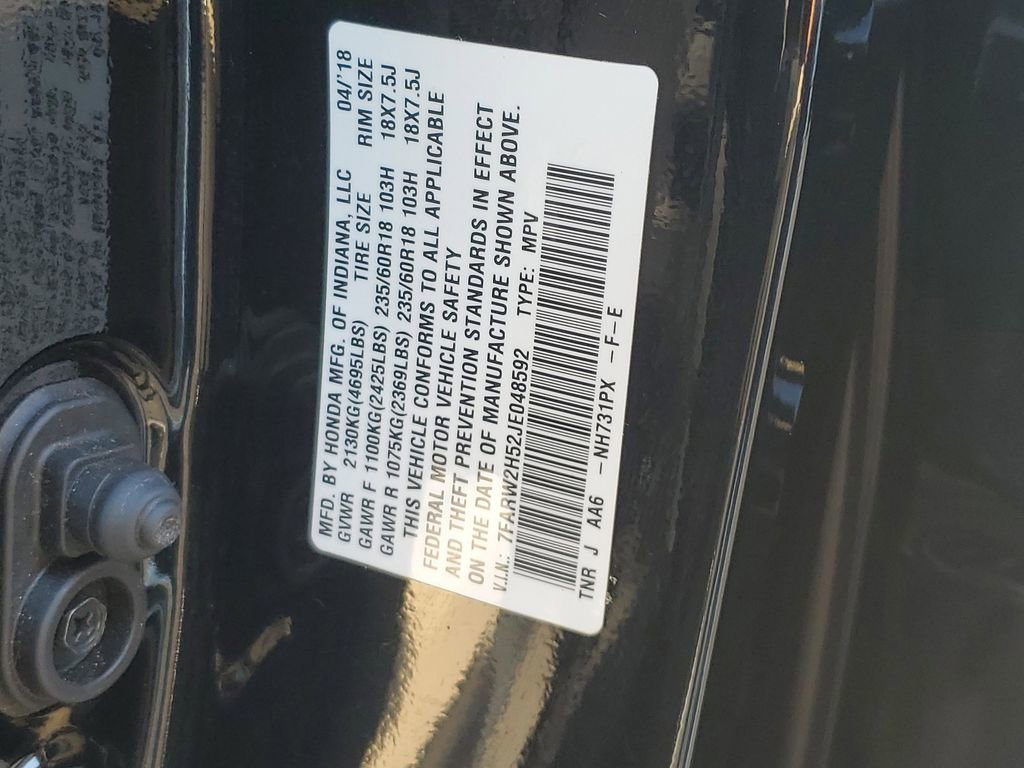 MFD. BY HONDA MFG. OF INDIANA, LLC 04/'18
GVWR 2130KG(4695LBS) TIRE SIZE RIM SIZE
GAWR F 1100KG(2425LBS) 235/60R18 103H 18X7.5J
GAWR R 1075KG(2369LBS) 235/60R18 103H 18X7.5J
THIS VEHICLE CONFORMS TO ALL APPLICABLE
FEDERAL MOTOR VEHICLE SAFETY
AND THEFT PREVENTION STANDARDS IN EFFECT
ON THE DATE OF MANUFACTURE SHOWN ABOVE.
V.I.N.: 7FARW2H52JE048592 TYPE: MPV
TNR J AA6 -NH731PX -F-E